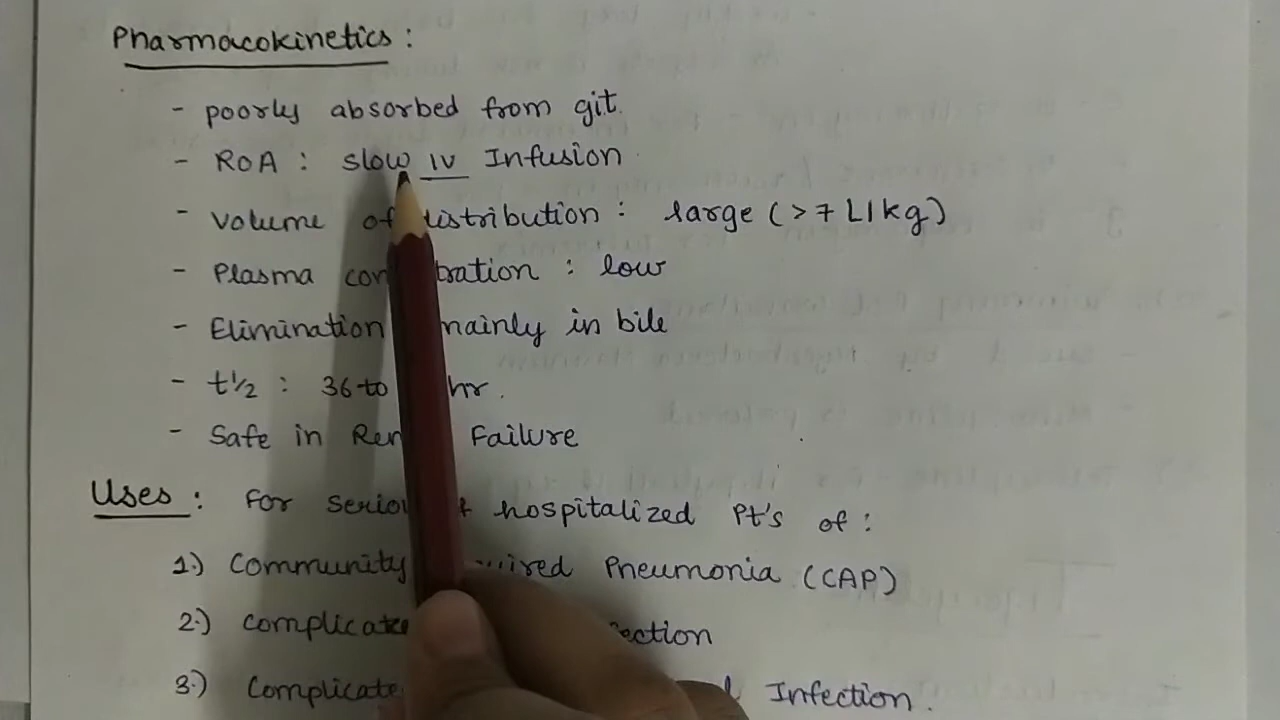 Pharmacokinetics :
- poorly absorbed from git.
- ROA : slow IV Infusion
- volume of distribution : large (>7 L/kg)
- Plasma con tration : low
- Elimination mainly in bile
- t½ : 36 to hr.
- Safe in Failure
Uses : For hospitalized Pt's of :
1.) Community Pneumonia (CAP)
2.)
3.) Infection.